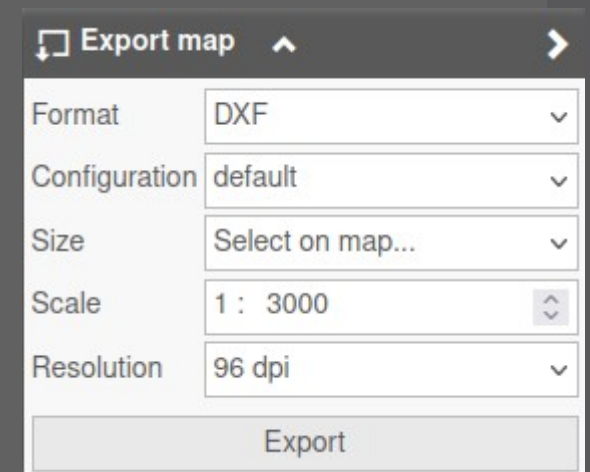 Export map
Format DXF
Configuration default
Size Select on map...
Scale 1 : 3000
Resolution 96 dpi
Export